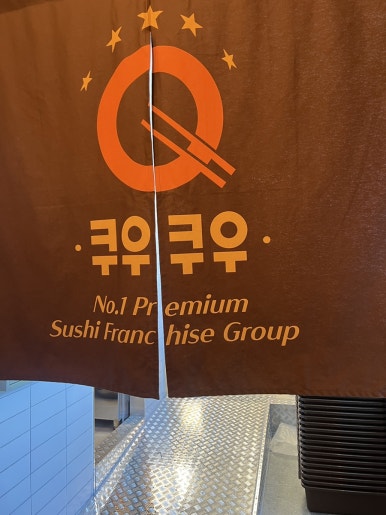 ·쿠우쿠우·
No.1 Premium
Sushi Franchise Group